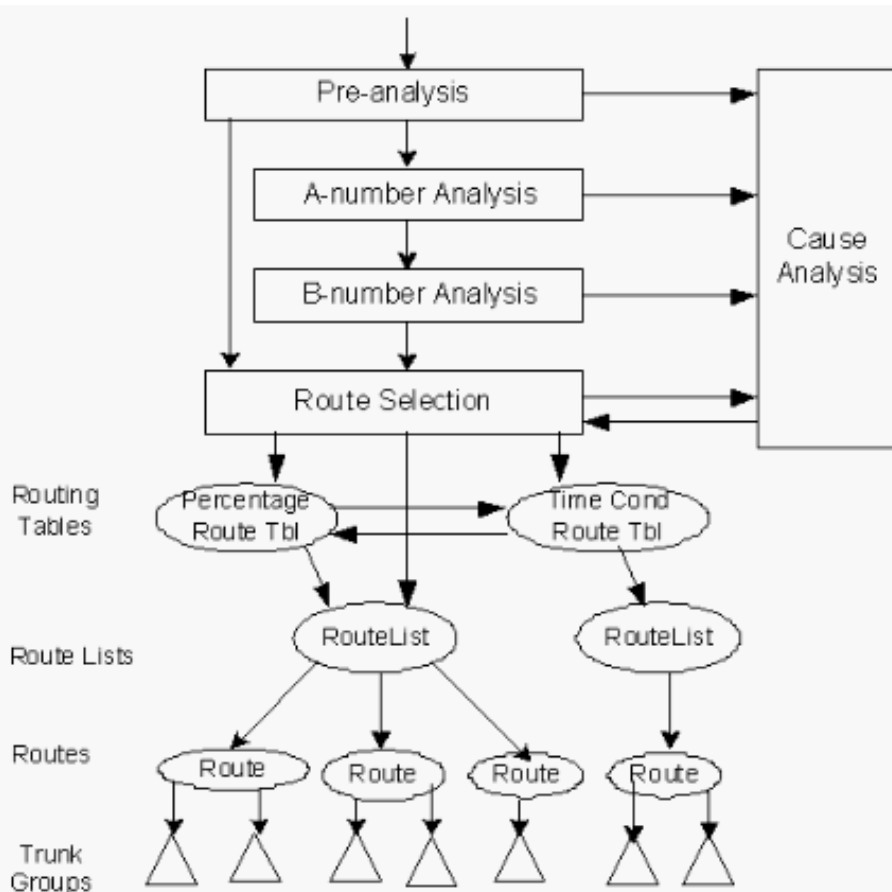 Pre-analysis
A-number Analysis
Cause
Analysis
B-number Analysis
Route Selection
Routing
Tables
Percentage
Route Tbl
Time Cond
Route Tbl
Route Lists
RouteList
RouteList
Routes
Route
Route
Route
Route
Trunk
Groups